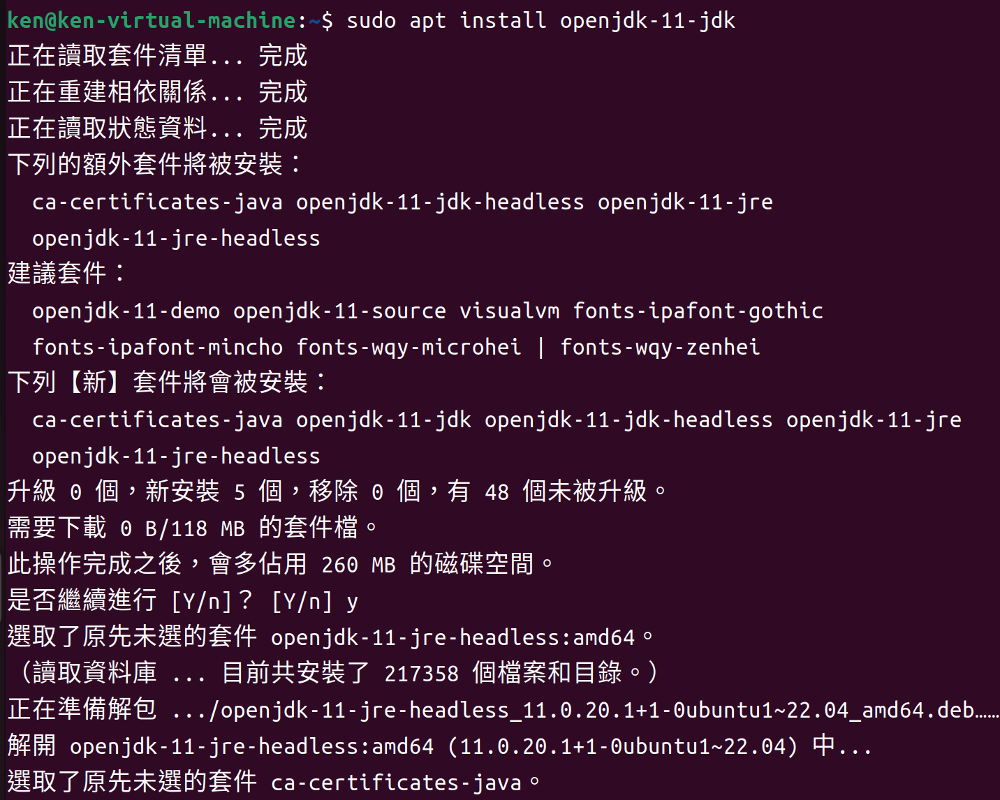 ken@ken-virtual-machine:~$ sudo apt install openjdk-11-jdk
正在讀取套件清單... 完成
正在重建相依關係... 完成
正在讀取狀態資料... 完成
下列的額外套件將被安裝：
ca-certificates-java openjdk-11-jdk-headless openjdk-11-jre
openjdk-11-jre-headless
建議套件：
openjdk-11-demo openjdk-11-source visualvm fonts-ipafont-gothic
fonts-ipafont-mincho fonts-wqy-microhei | fonts-wqy-zenhei
下列【新】套件將會被安裝：
ca-certificates-java openjdk-11-jdk openjdk-11-jdk-headless openjdk-11-jre
openjdk-11-jre-headless
升級 0 個，新安裝 5 個，移除 0 個，有 48 個未被升級。
需要下載 0 B/118 MB 的套件檔。
此操作完成之後，會多佔用 260 MB 的磁碟空間。
是否繼續進行 [Y/n]？ [Y/n] y
選取了原先未選的套件 openjdk-11-jre-headless:amd64。
（讀取資料庫 ... 目前共安裝了 217358 個檔案和目錄。）
正在準備解包 .../openjdk-11-jre-headless_11.0.20.1+1-0ubuntu1~22.04_amd64.deb……
解開 openjdk-11-jre-headless:amd64 (11.0.20.1+1-0ubuntu1~22.04) 中...
選取了原先未選的套件 ca-certificates-java。